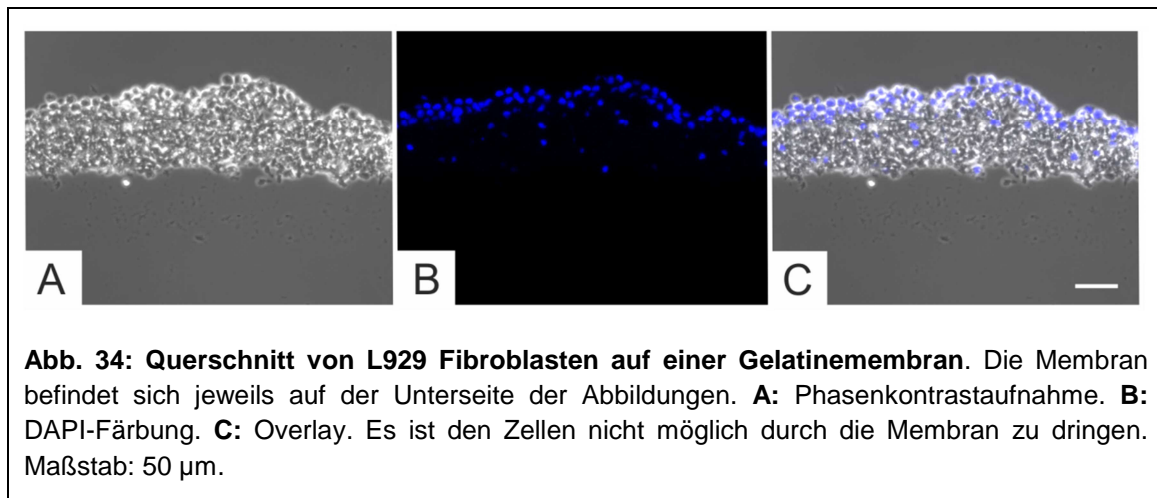 A
B
C
Abb. 34: Querschnitt von L929 Fibroblasten auf einer Gelatinemembran. Die Membran
befindet sich jeweils auf der Unterseite der Abbildungen. A: Phasenkontrastaufnahme. B:
DAPI-Färbung. C: Overlay. Es ist den Zellen nicht möglich durch die Membran zu dringen.
Maßstab: 50 µm.